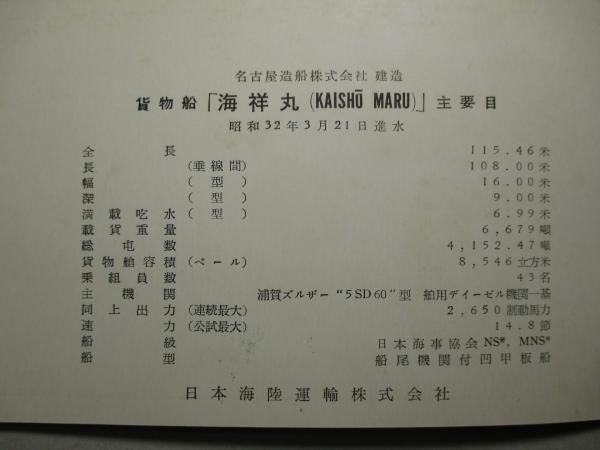 名古屋造船株式会社 建造
貨物船「海祥丸(KAISHŌ MARU)」主要目
昭和32年3月21日進水
全長 115.46米
長(垂線間) 108.00米
幅(型) 16.00米
深(型) 9.00米
満載吃水(型) 6.99米
載貨重量 6,679噸
総屯数 4,152.47噸
貨物艙容積(ベール) 8,546立方米
乗組員数 43名
主機関 浦賀ズルザー“5SD60”型 舶用デイーゼル機関一基
同上出力(連続最大) 2,650制動馬力
速力(公試最大) 14.8節
船級 日本海事協会 NS*, MNS*
船型 船尾機関付凹甲板船
日本海陸運輸株式会社